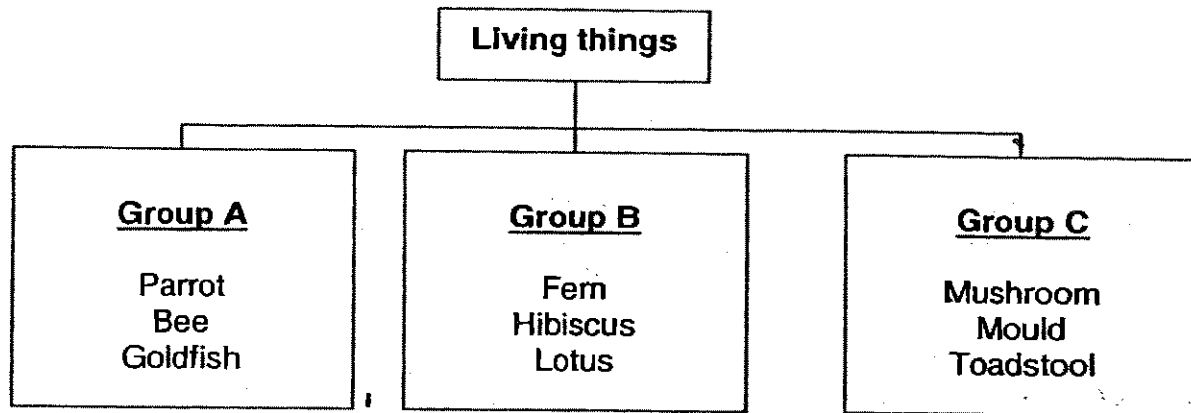 Living things
Group A
Parrot
Bee
Goldfish
Group B
Fern
Hibiscus
Lotus
Group C
Mushroom
Mould
Toadstool